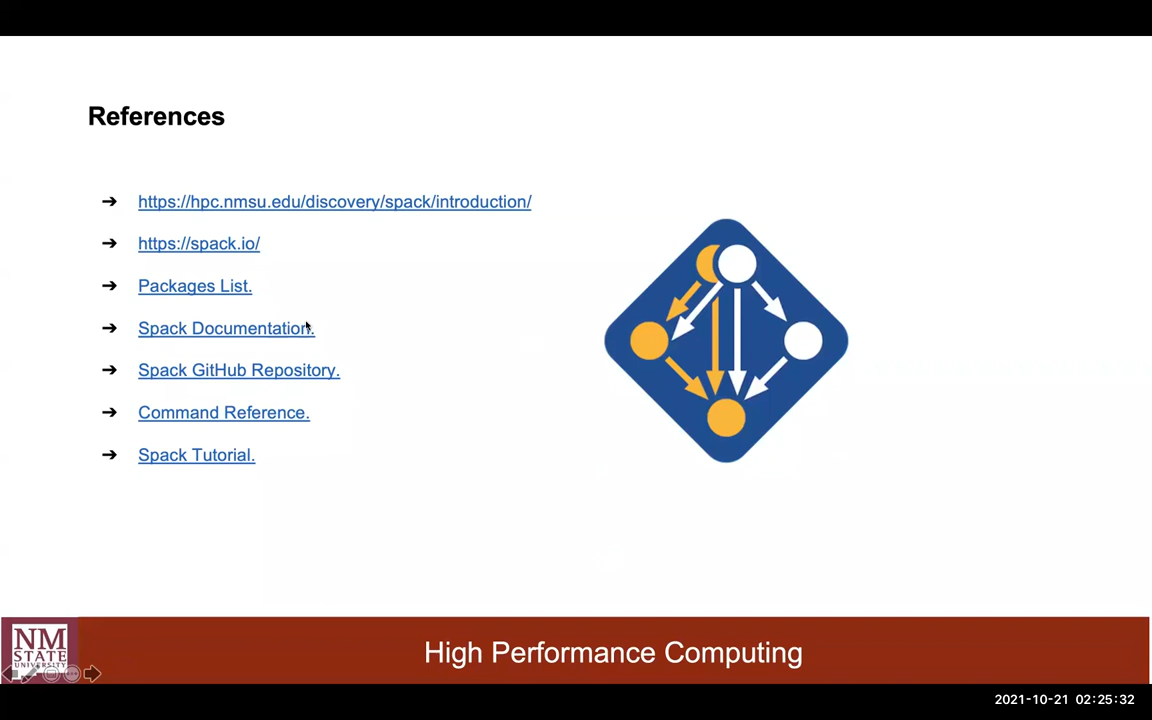 References
➔ https://hpc.nmsu.edu/discovery/spack/introduction/
➔ https://spack.io/
➔ Packages List.
➔ Spack Documentation.
➔ Spack GitHub Repository.
➔ Command Reference.
➔ Spack Tutorial.
NM
STATE
UNIVERSITY
High Performance Computing
2021-10-21 02:25:32